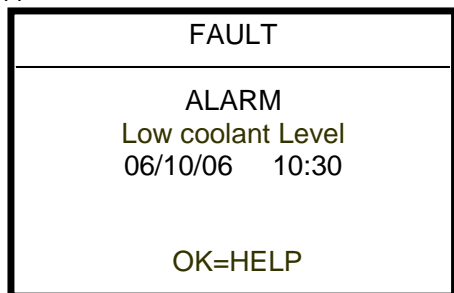 FAULT
ALARM
Low coolant Level
06/10/06 10:30
OK=HELP